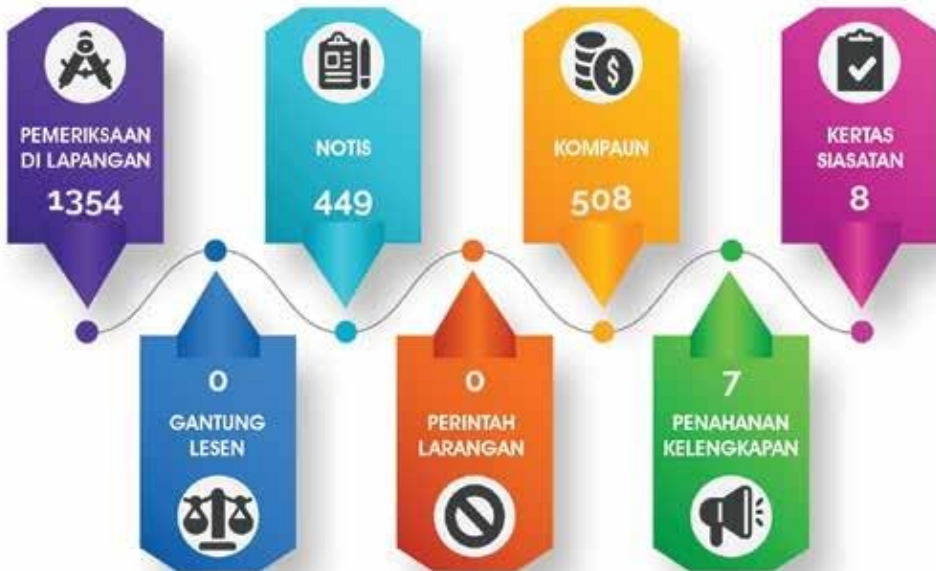 PEMERIKSAAN
DI LAPANGAN
1354
NOTIS
449
$
KOMPAUN
508
KERTAS
SIASATAN
8
0
GANTUNG
LESEN
0
PERINTAH
LARANGAN
7
PENAHANAN
KELENGKAPAN